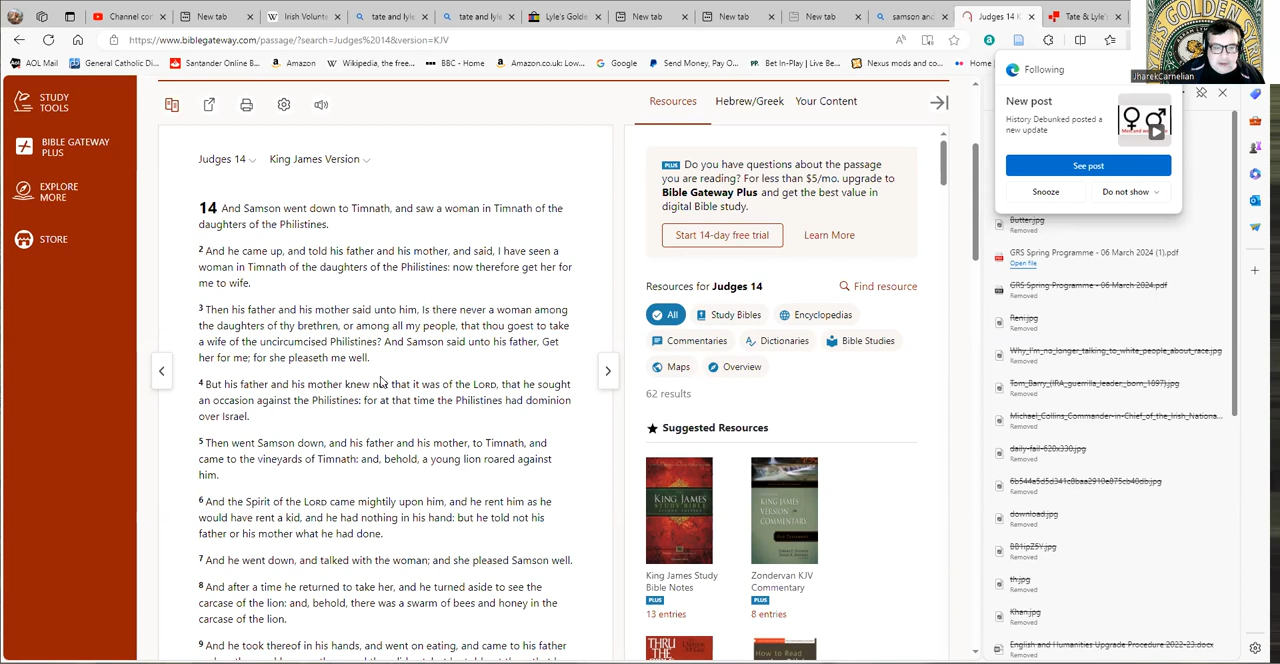 Channel con
New tab
Irish Volunte
tate and lyle
tate and lyle
Lyle's Golde
New tab
New tab
New tab
samson and
Judges 14 K
Tate & Lyle's
https://www.biblegateway.com/passage/?search=Judges%2014&version=KJV
AOL Mail
General Catholic Di...
Santander Online B...
Amazon
Wikipedia, the free...
BBC - Home
Amazon.co.uk: Low...
Google
PayPal - Send Money, Pay O...
Bet In-Play | Live Be...
Nexus mods and co...
Home
GOLDEN
JharekCarnelian
STUDY
TOOLS
BIBLE GATEWAY
PLUS
EXPLORE
MORE
STORE
Judges 14
King James Version
14 And Samson went down to Timnath, and saw a woman in Timnath of the
daughters of the Philistines.
2 And he came up, and told his father and his mother, and said, I have seen a
woman in Timnath of the daughters of the Philistines: now therefore get her for
me to wife.
3 Then his father and his mother said unto him, Is there never a woman among
the daughters of thy brethren, or among all my people, that thou goest to take
a wife of the uncircumcised Philistines? And Samson said unto his father, Get
her for me; for she pleaseth me well.
4 But his father and his mother knew not that it was of the LORD, that he sought
an occasion against the Philistines: for at that time the Philistines had dominion
over Israel.
5 Then went Samson down, and his father and his mother, to Timnath, and
came to the vineyards of Timnath: and, behold, a young lion roared against
him.
6 And the Spirit of the LORD came mightily upon him, and he rent him as he
would have rent a kid, and he had nothing in his hand: but he told not his
father or his mother what he had done.
7 And he went down, and talked with the woman; and she pleased Samson well.
8 And after a time he returned to take her, and he turned aside to see the
carcase of the lion: and, behold, there was a swarm of bees and honey in the
carcase of the lion.
9 And he took thereof in his hands, and went on eating, and came to his father
Resources
Hebrew/Greek
Your Content
PLUS Do you have questions about the passage
you are reading? For less than $5/mo. upgrade to
Bible Gateway Plus and get the best value in
digital Bible study.
Start 14-day free trial
Learn More
Resources for Judges 14
Find resource
All
Study Bibles
Encyclopedias
Commentaries
Dictionaries
Bible Studies
Maps
Overview
62 results
Suggested Resources
KING JAMES
STUDY BIBLE
KING JAMES
VERSION
COMMENTARY
King James Study
Bible Notes
PLUS
13 entries
Zondervan KJV
Commentary
PLUS
8 entries
THRU THE
How to Read
Following
New post
History Debunked posted a
new update
See post
Snooze
Do not show
Butter.jpg
Removed
GRS Spring Programme - 06 March 2024 (1).pdf
Open file
GRS Spring Programme - 06 March 2024.pdf
Removed
Reni.jpg
Removed
Why_I'm_no_longer_talking_to_white_people_about_race.jpg
Removed
Tom_Barry_(IRA_guerrilla_leader,_born_1897).jpg
Removed
Michael_Collins_Commander-in-Chief_of_the_Irish_Nationa...
Removed
daily-fail-620x330.jpg
Removed
Removed
download.jpg
Removed
Removed
th.jpg
Removed
Khan.jpg
Removed
English and Humanities Upgrade Procedure 2022-23.docx
Removed